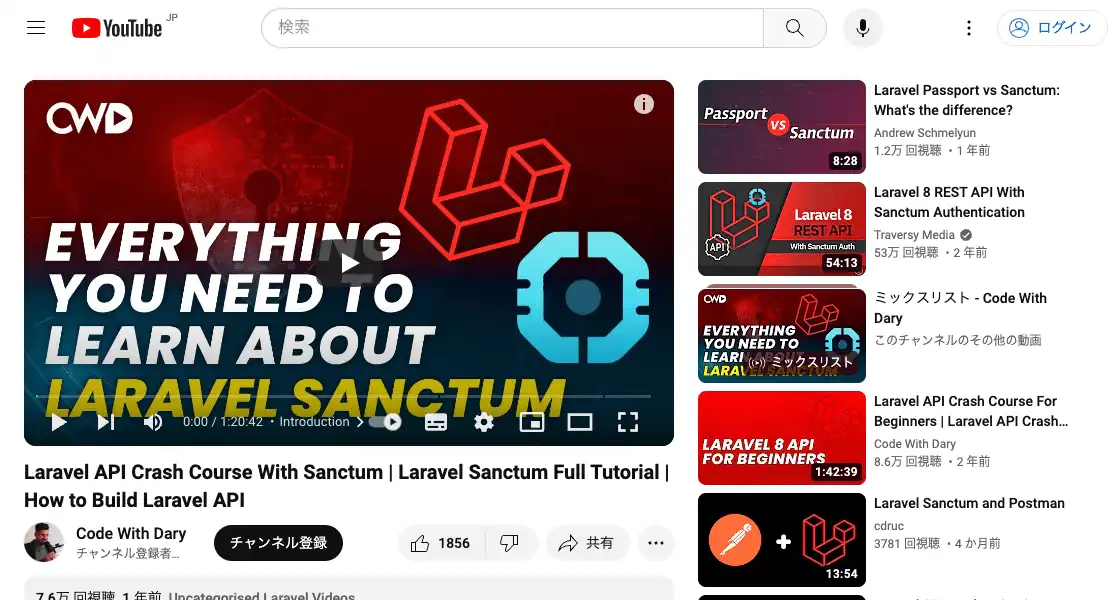 YouTube JP
検索
ログイン
CWD
i
EVERYTHING
YOU NEED TO
LEARN ABOUT
LARAVEL SANCTUM
0:00 / 1:20:42 • Introduction
Laravel API Crash Course With Sanctum | Laravel Sanctum Full Tutorial |
How to Build Laravel API
Code With Dary
チャンネル登録者…
チャンネル登録
1856
共有
7.6万 回視聴 1 年前 Uncategorised Laravel Videos
Passport
VS
Sanctum
8:28
Laravel Passport vs Sanctum:
What's the difference?
Andrew Schmelyun
1.2万 回視聴 • 1 年前
Laravel 8
REST API
With Sanctum Auth
API
54:13
Laravel 8 REST API With
Sanctum Authentication
Traversy Media
53万 回視聴 • 2 年前
CWD
EVERYTHING
YOU NEED TO
LEARN ABOUT
LARAVEL SANCTUM
ミックスリスト
ミックスリスト - Code With
Dary
このチャンネルのその他の動画
LARAVEL 8 API
FOR BEGINNERS
1:42:39
Laravel API Crash Course For
Beginners | Laravel API Crash…
Code With Dary
8.6万 回視聴 • 2 年前
13:54
Laravel Sanctum and Postman
cdruc
3781 回視聴 • 4 か月前